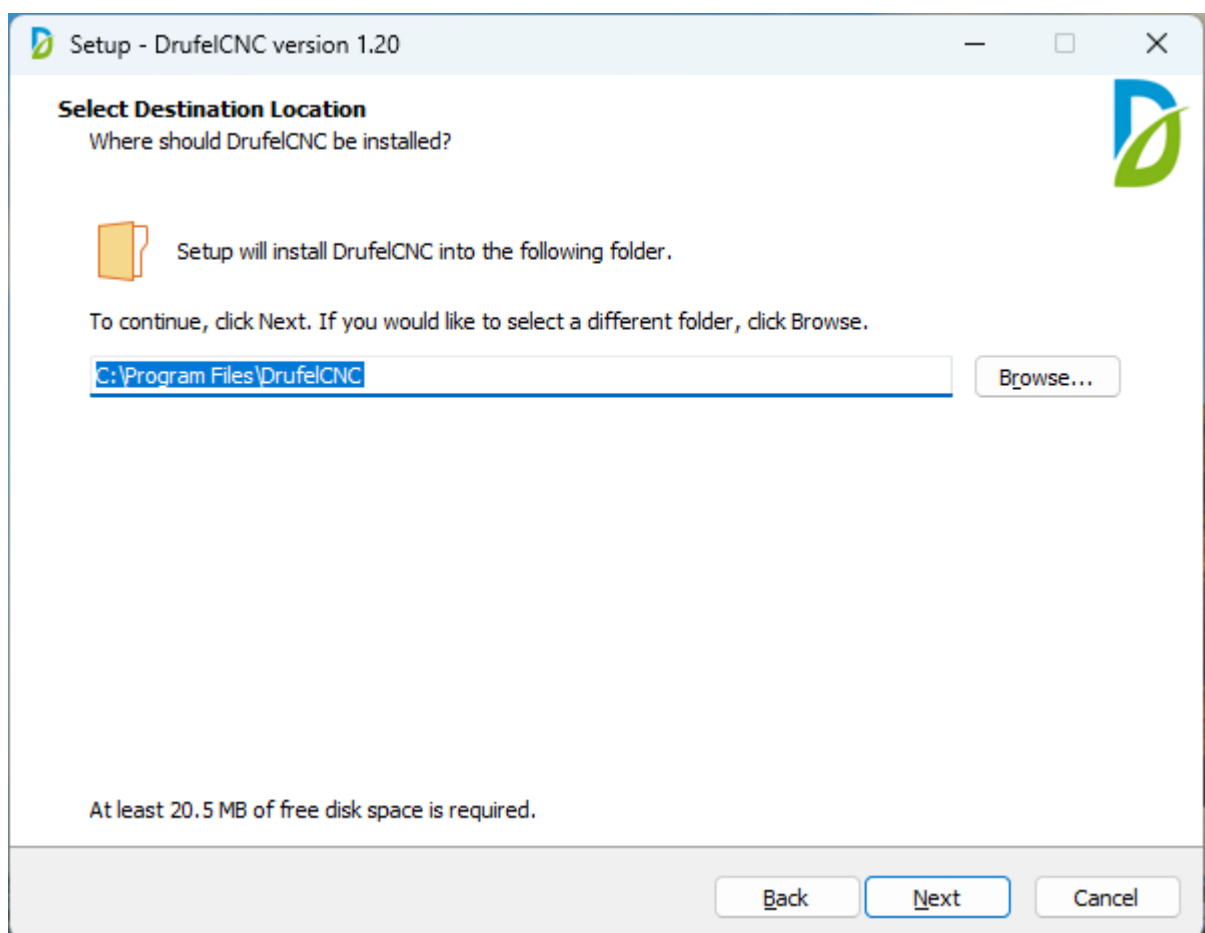 Setup - DrufelCNC version 1.20
Select Destination Location
Where should DrufelCNC be installed?
Setup will install DrufelCNC into the following folder.
To continue, click Next. If you would like to select a different folder, click Browse.
C:\Program Files\DrufelCNC
Browse...
At least 20.5 MB of free disk space is required.
Back
Next
Cancel